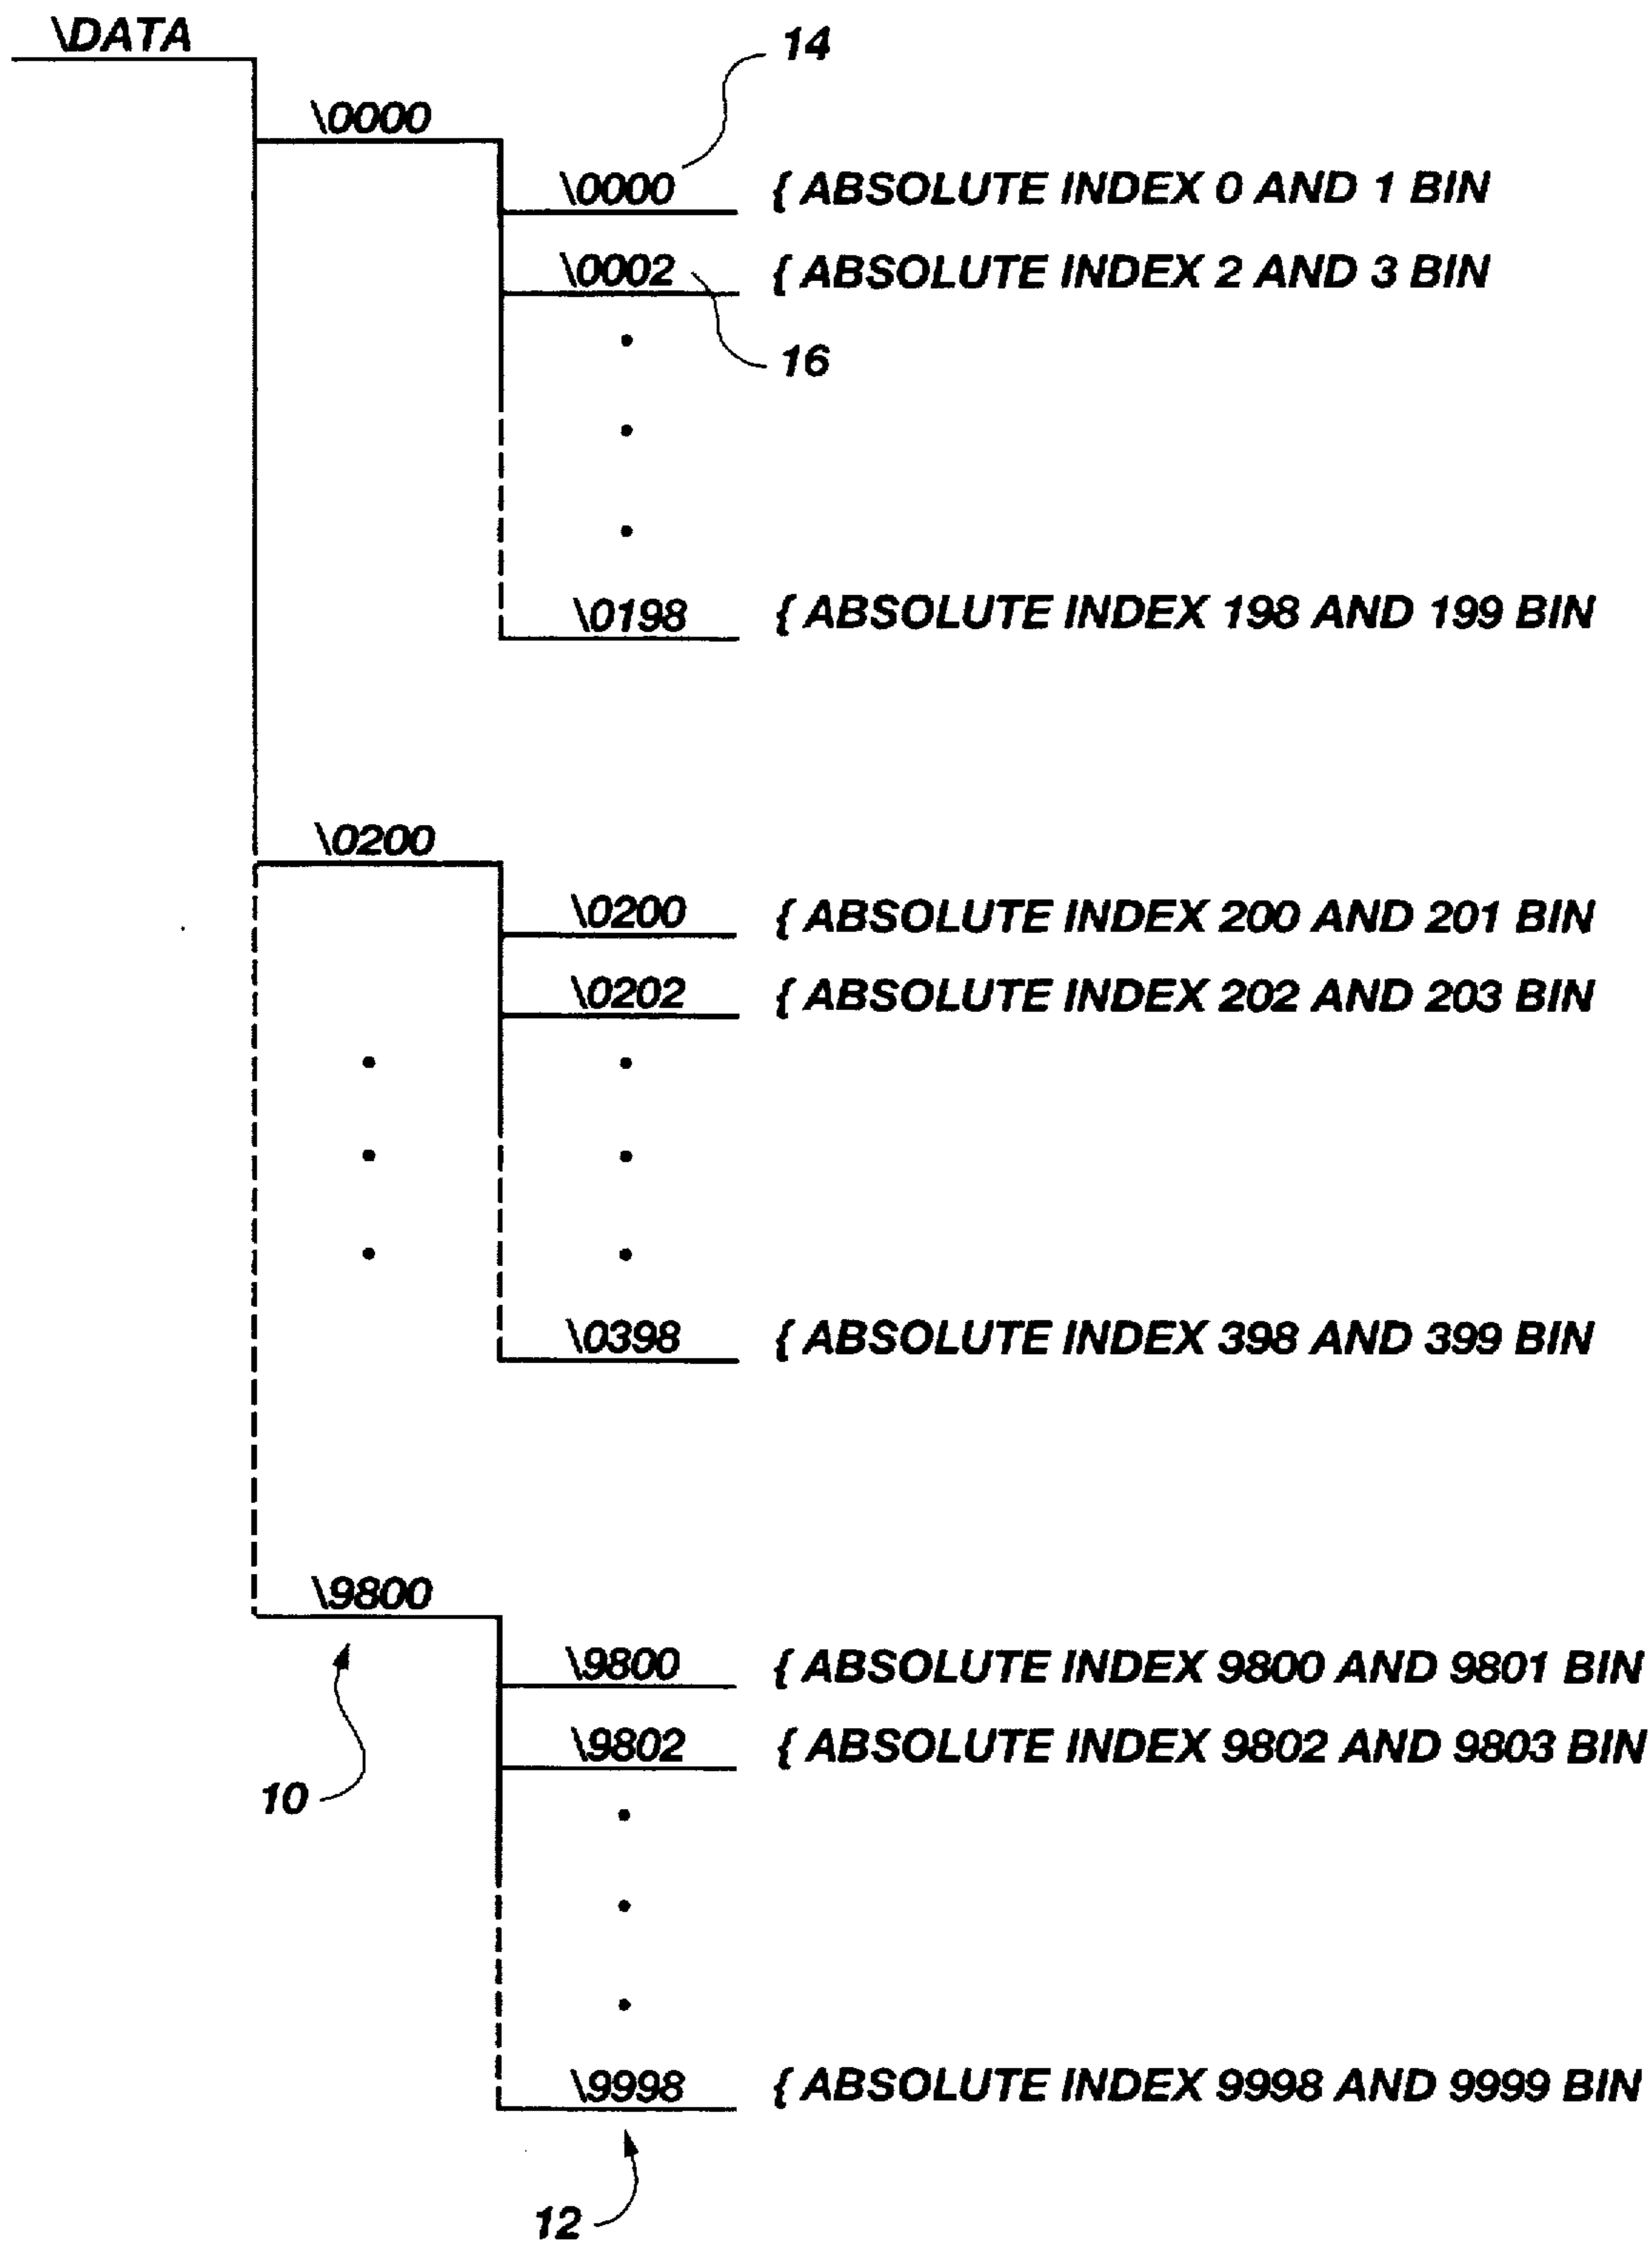 \DATA
14
\0000
\0000 { ABSOLUTE INDEX 0 AND 1 BIN
\0002 { ABSOLUTE INDEX 2 AND 3 BIN
16
\0198 { ABSOLUTE INDEX 198 AND 199 BIN
\0200
\0200 { ABSOLUTE INDEX 200 AND 201 BIN
\0202 { ABSOLUTE INDEX 202 AND 203 BIN
\0398 { ABSOLUTE INDEX 398 AND 399 BIN
\9800
\9800 { ABSOLUTE INDEX 9800 AND 9801 BIN
\9802 { ABSOLUTE INDEX 9802 AND 9803 BIN
10
\9998 { ABSOLUTE INDEX 9998 AND 9999 BIN
12